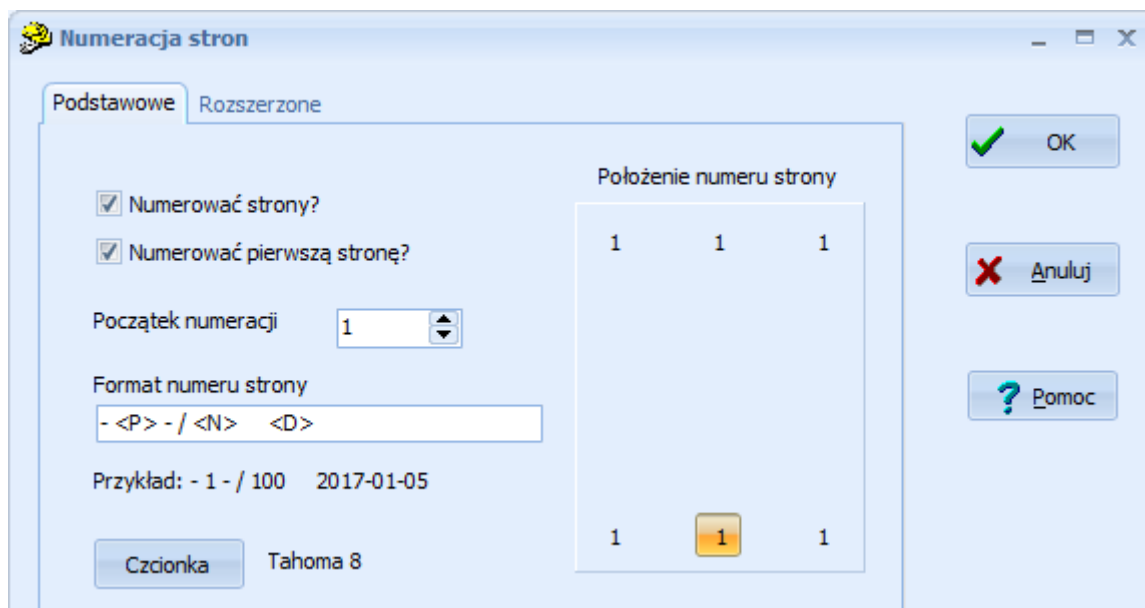 Numeracja stron
Podstawowe Rozszerzone
OK
Położenie numeru strony
Numerować strony?
1 1 1
Numerować pierwszą stronę?
Anuluj
Początek numeracji 1
Format numeru strony
Pomoc
- <P> - / <N> <D>
Przykład: - 1 - / 100 2017-01-05
1 1 1
Czcionka Tahoma 8